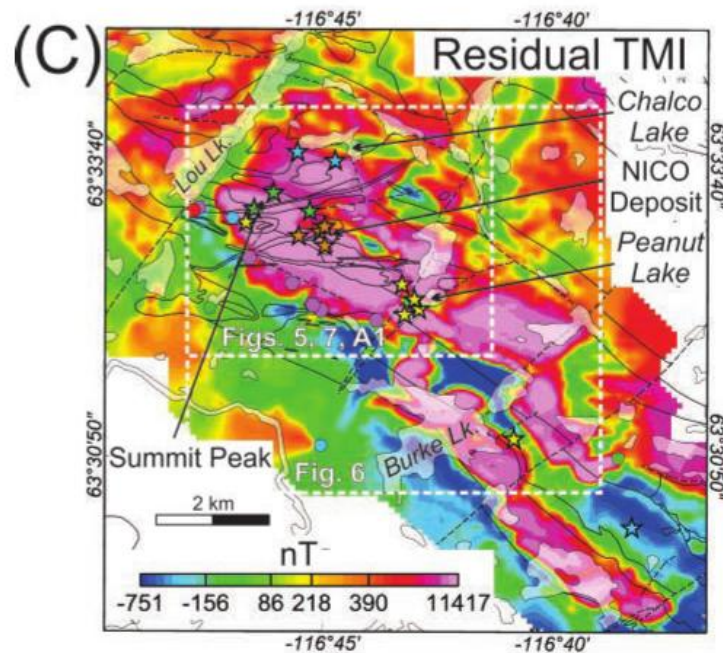 -116°45' -116°40'
(C) Residual TMI
Chalco
Lake
63°33'40" 63°33'40"
Lou Lk.
NICO
Deposit
Peanut
Lake
Figs. 5, 7, A1
Summit Peak
Burke Lk.
Fig. 6
63°30'50" 63°30'50"
2 km
nT
-751 -156 86 218 390 11417
-116°45' -116°40'